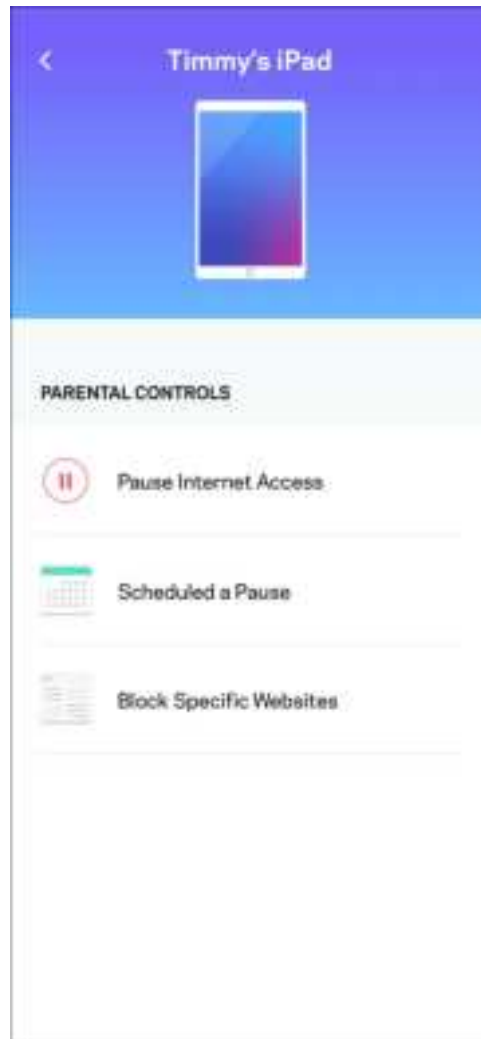 Timmy's iPad
PARENTAL CONTROLS
Pause Internet Access
Scheduled a Pause
Block Specific Websites